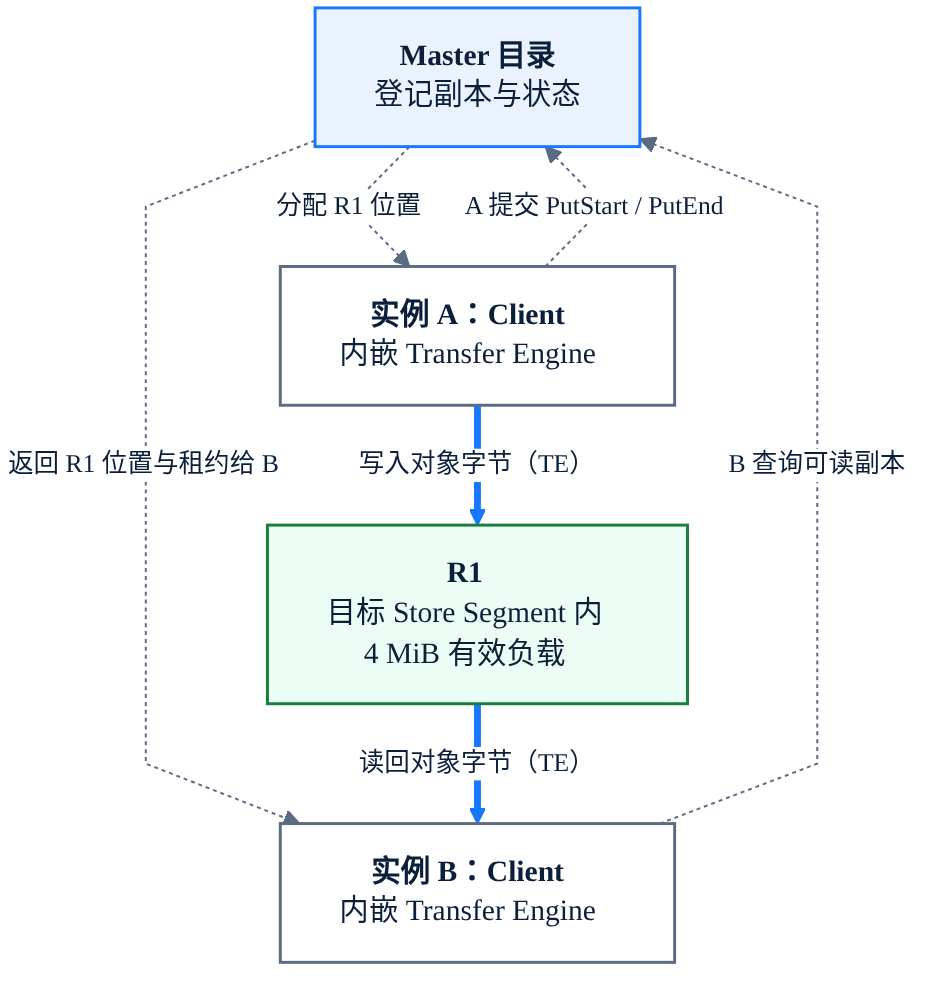 Master 目录
登记副本与状态
分配 R1 位置
A 提交 PutStart / PutEnd
实例 A：Client
内嵌 Transfer Engine
返回 R1 位置与租约给 B
写入对象字节（TE）
B 查询可读副本
R1
目标 Store Segment 内
4 MiB 有效负载
读回对象字节（TE）
实例 B：Client
内嵌 Transfer Engine